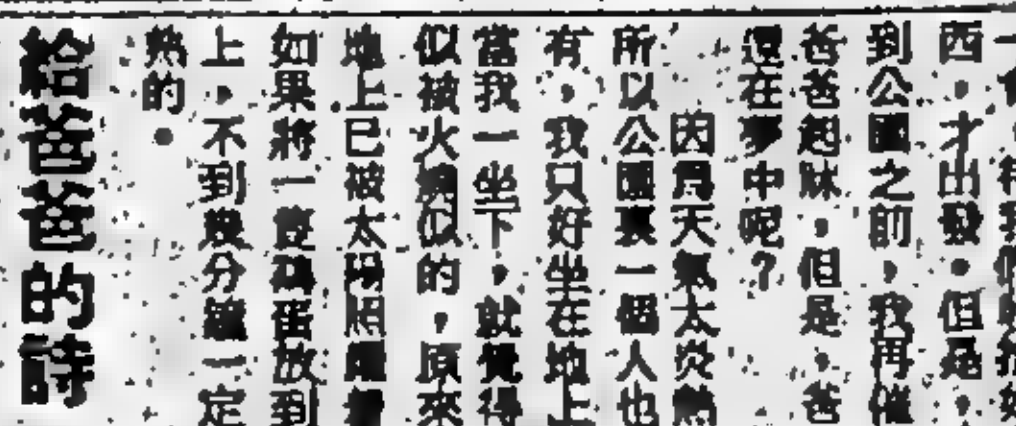 西,才出發。但是,
到公園之前,我再催
爸爸起牀,但是,爸
還在夢中呢?
因爲天氣太炎熱
所以公園裏一個人也
有,我只好坐在地上
當我一坐下,就覺得
似被火燒似的,原來
地上已被太陽照
如果將一隻雞蛋放到
上,不到幾分鐘一定
熟的。
給爸爸的詩